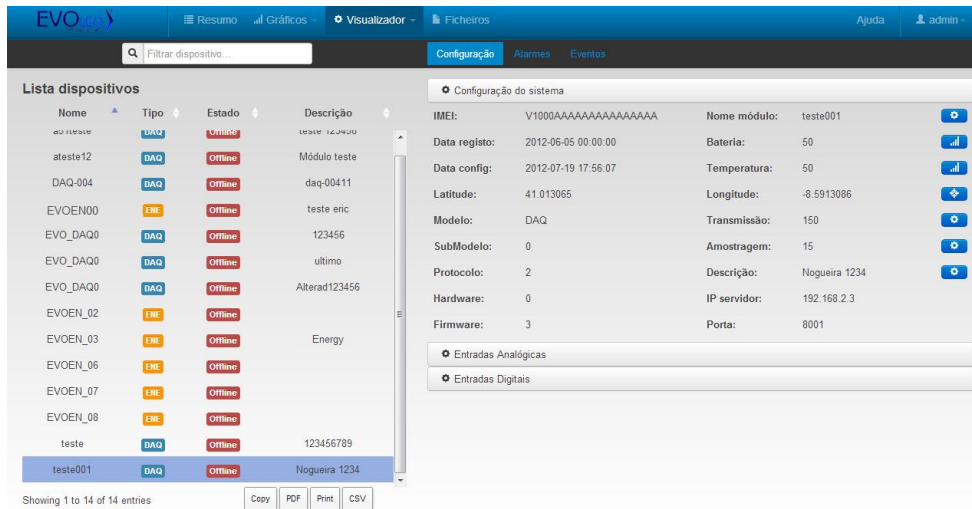 EVO
Resumo Gráficos Visualizador Ficheiros Ajuda admin
Filtrar dispositivo... Configuração Alarmes Eventos
Lista dispositivos
Nome Tipo Estado Descrição
DAQ Offline
ateste12 DAQ Offline Módulo teste
DAQ-004 DAQ Offline daq-00411
EVOEN00 ENE Offline teste eric
EVO_DAQ0 DAQ Offline 123456
EVO_DAQ0 DAQ Offline ultimo
EVO_DAQ0 DAQ Offline Alterad123456
EVOEN_02 ENE Offline
EVOEN_03 ENE Offline Energy
EVOEN_06 ENE Offline
EVOEN_07 ENE Offline
EVOEN_08 ENE Offline
teste DAQ Offline 123456789
teste001 DAQ Offline Nogueira 1234
Showing 1 to 14 of 14 entries Copy PDF Print CSV
Configuração do sistema
IMEI: V1000AAAAAAAAAAAAAAAA Nome módulo: teste001
Data registo: 2012-06-05 00:00:00 Bateria: 50
Data config: 2012-07-19 17:56:07 Temperatura: 50
Latitude: 41.013065 Longitude: -8.5913086
Modelo: DAQ Transmissão: 150
SubModelo: 0 Amostragem: 15
Protocolo: 2 Descrição: Nogueira 1234
Hardware: 0 IP servidor: 192.168.2.3
Firmware: 3 Porta: 8001
Entradas Analógicas
Entradas Digitais